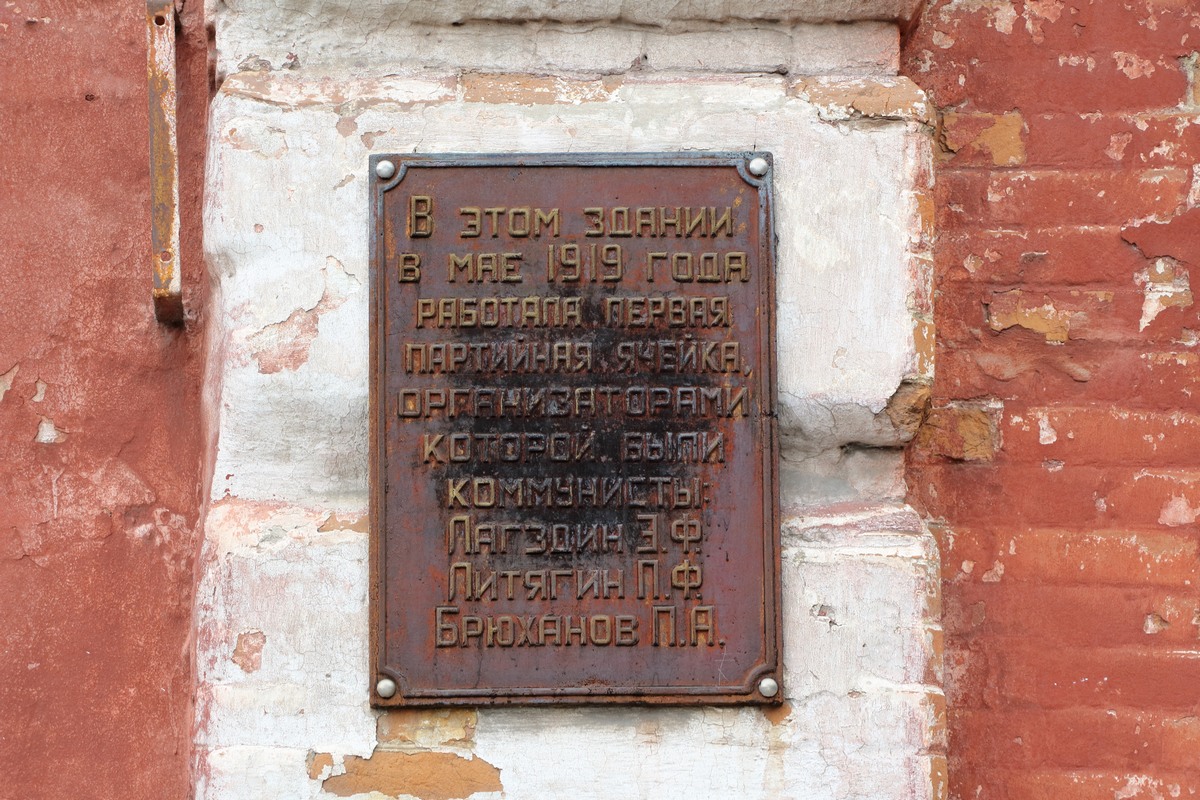 В этом здании
в мае 1919 года
работала первая
партийная ячейка,
организаторами
которой были
коммунисты:
Лагздин Э.Ф.
Литягин П.Ф.
Брюханов П.А.